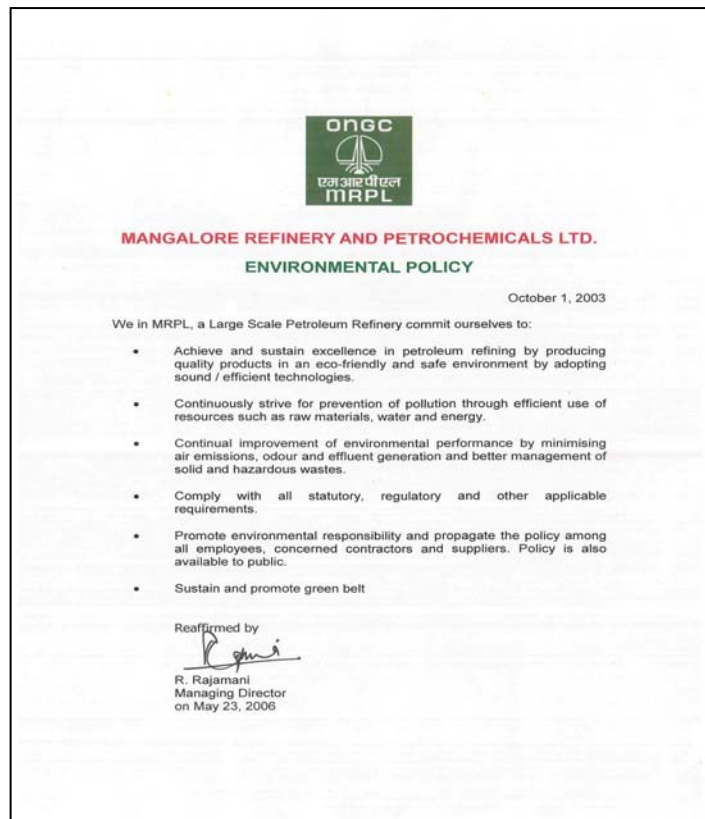 ONGC
एमआरपीएल
MRPL
MANGALORE REFINERY AND PETROCHEMICALS LTD.
ENVIRONMENTAL POLICY
October 1, 2003
We in MRPL, a Large Scale Petroleum Refinery commit ourselves to:
• Achieve and sustain excellence in petroleum refining by producing
quality products in an eco-friendly and safe environment by adopting
sound / efficient technologies.
• Continuously strive for prevention of pollution through efficient use of
resources such as raw materials, water and energy.
• Continual improvement of environmental performance by minimising
air emissions, odour and effluent generation and better management of
solid and hazardous wastes.
• Comply with all statutory, regulatory and other applicable
requirements.
• Promote environmental responsibility and propagate the policy among
all employees, concerned contractors and suppliers. Policy is also
available to public.
• Sustain and promote green belt
Reaffirmed by
R. Rajamani
Managing Director
on May 23, 2006